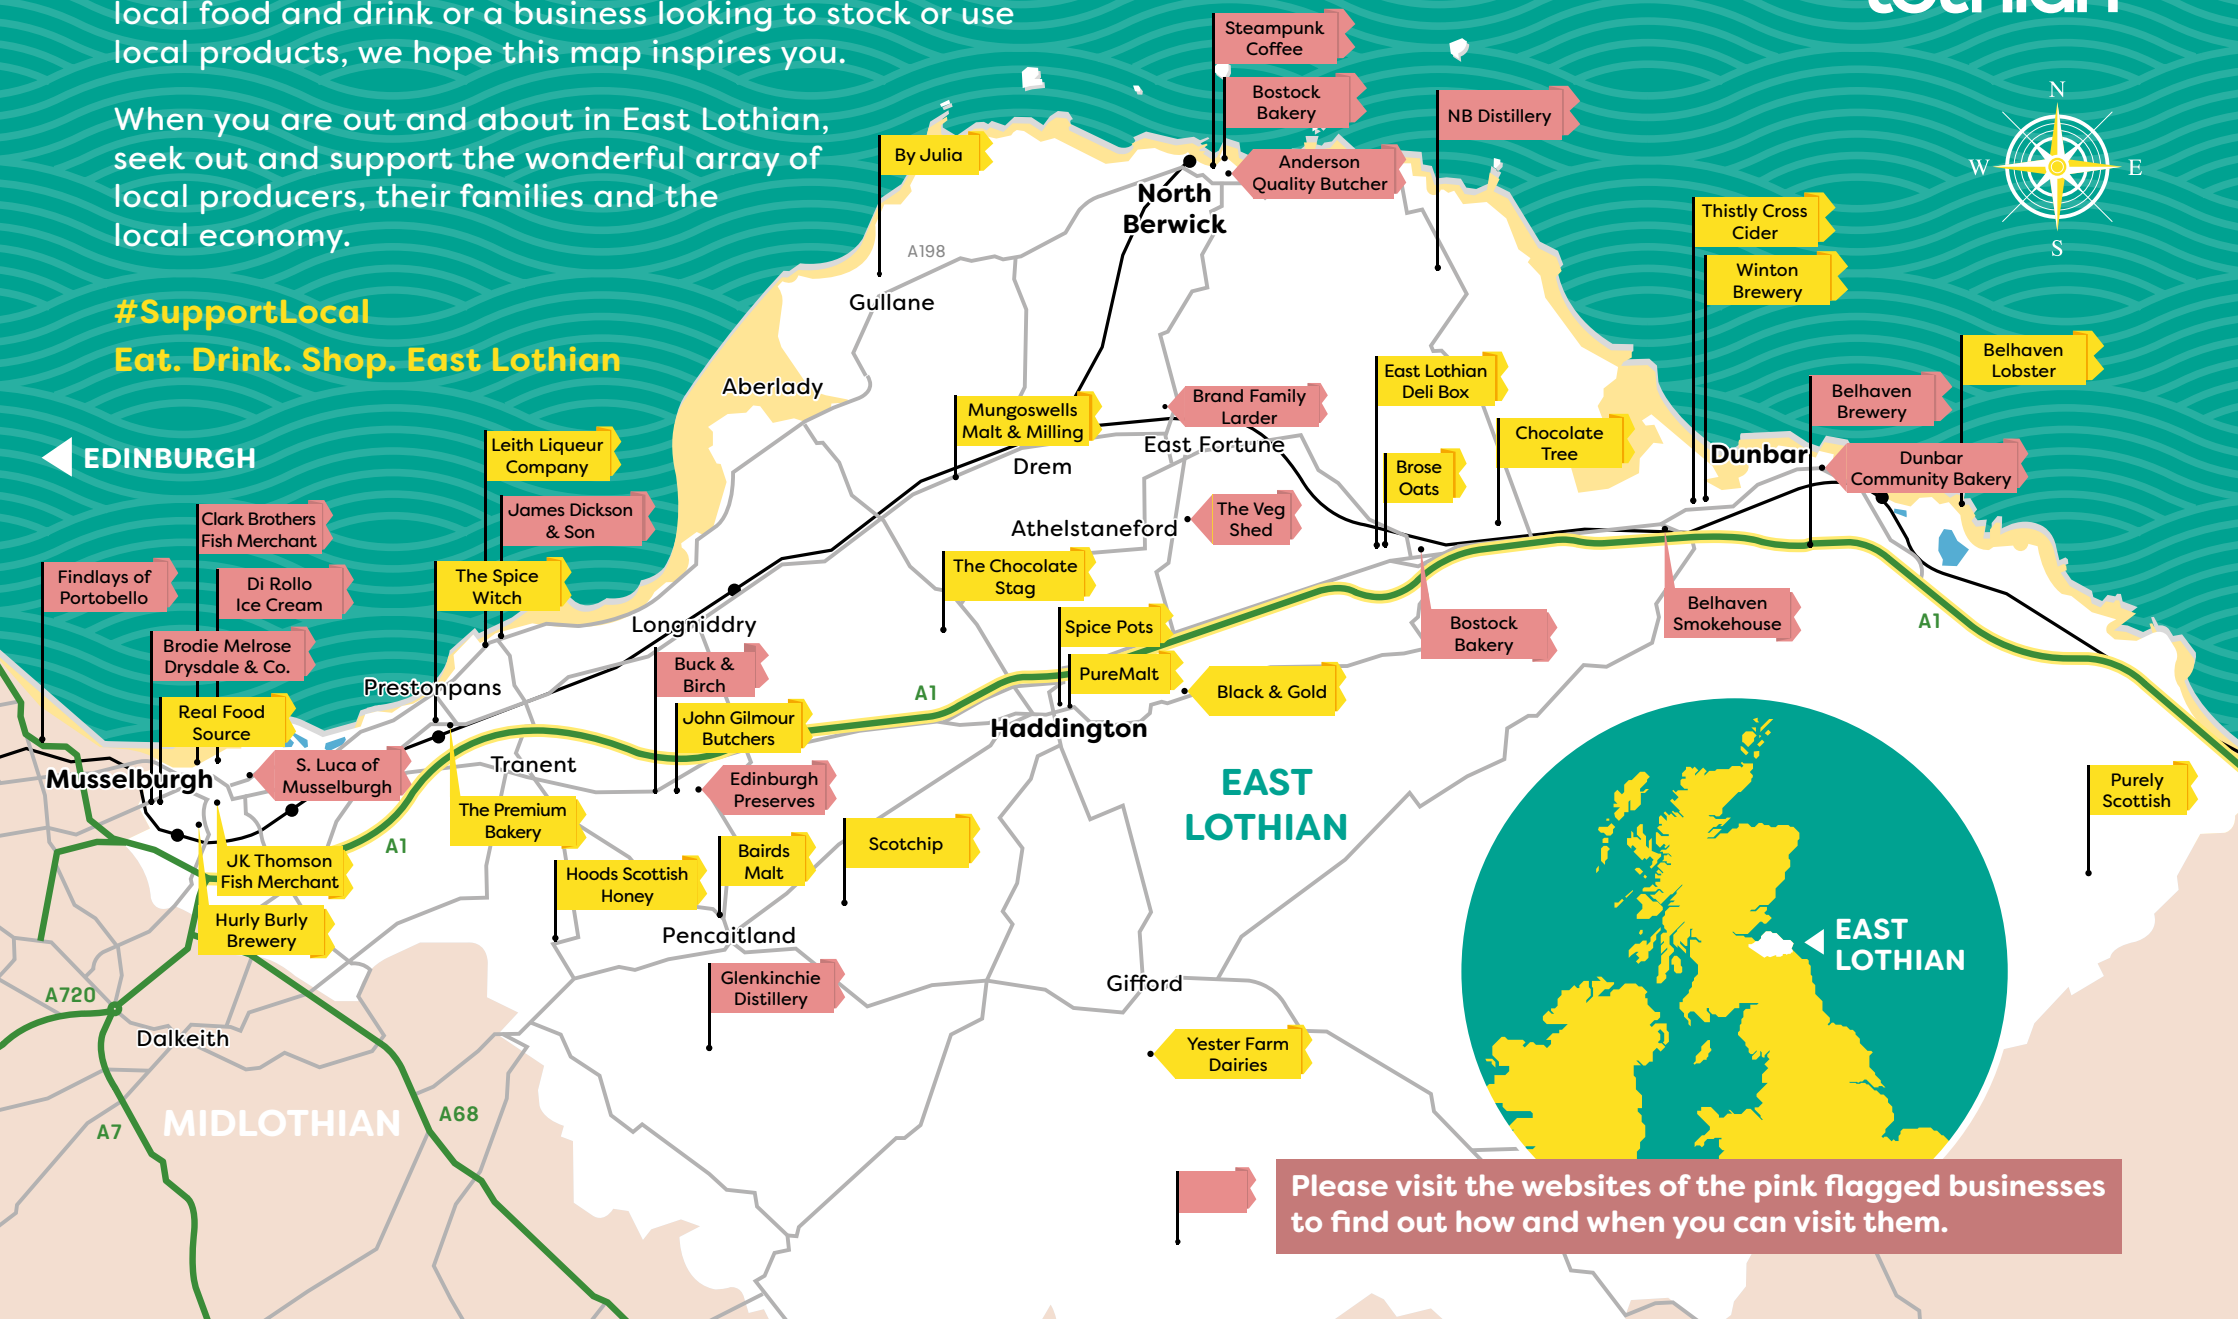 local food and drink or a business looking to stock or use
local products, we hope this map inspires you.
When you are out and about in East Lothian,
seek out and support the wonderful array of
local producers, their families and the
local economy.
#SupportLocal
Eat. Drink. Shop. East Lothian
lothian
N
W
E
S
Steampunk
Coffee
Bostock
Bakery
NB Distillery
By Julia
Anderson
Quality Butcher
North
Berwick
A198
Gullane
Thistly Cross
Cider
Winton
Brewery
Belhaven
Lobster
Belhaven
Brewery
Aberlady
Mungoswells
Malt & Milling
Brand Family
Larder
East Lothian
Deli Box
Chocolate
Tree
East Fortune
Drem
Brose
Oats
Dunbar
Dunbar
Community Bakery
EDINBURGH
Leith Liqueur
Company
James Dickson
& Son
Clark Brothers
Fish Merchant
Athelstaneford
The Veg
Shed
Findlays of
Portobello
Di Rollo
Ice Cream
The Spice
Witch
The Chocolate
Stag
Longniddry
Spice Pots
Bostock
Bakery
Belhaven
Smokehouse
A1
Brodie Melrose
Drysdale & Co.
Prestonpans
Buck &
Birch
PureMalt
Black & Gold
A1
Real Food
Source
John Gilmour
Butchers
Haddington
Musselburgh
S. Luca of
Musselburgh
Tranent
Edinburgh
Preserves
EAST
LOTHIAN
Purely
Scottish
The Premium
Bakery
A1
JK Thomson
Fish Merchant
Hoods Scottish
Honey
Bairds
Malt
Scotchip
Hurly Burly
Brewery
Pencaitland
EAST
LOTHIAN
Glenkinchie
Distillery
Gifford
A720
Dalkeith
Yester Farm
Dairies
MIDLOTHIAN
A7
A68
Please visit the websites of the pink flagged businesses
to find out how and when you can visit them.